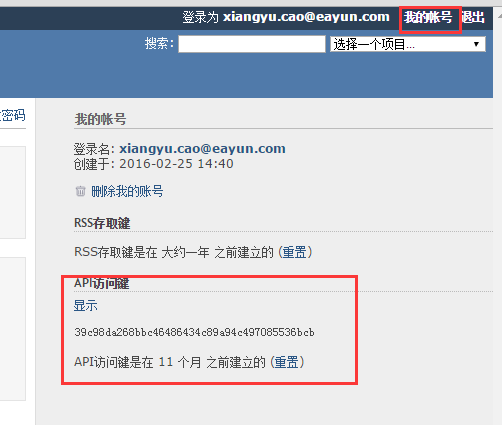 登录为 xiangyu.cao@eayun.com 我的帐号 退出
搜索: 选择一个项目...
密码
我的帐号
登录名: xiangyu.cao@eayun.com
创建于: 2016-02-25 14:40
删除我的账号
RSS存取键
RSS存取键是在 大约一年 之前建立的 (重置)
API访问键
显示
39c98da268bbc46486434c89a94c497085536bcb
API访问键是在 11 个月 之前建立的 (重置)